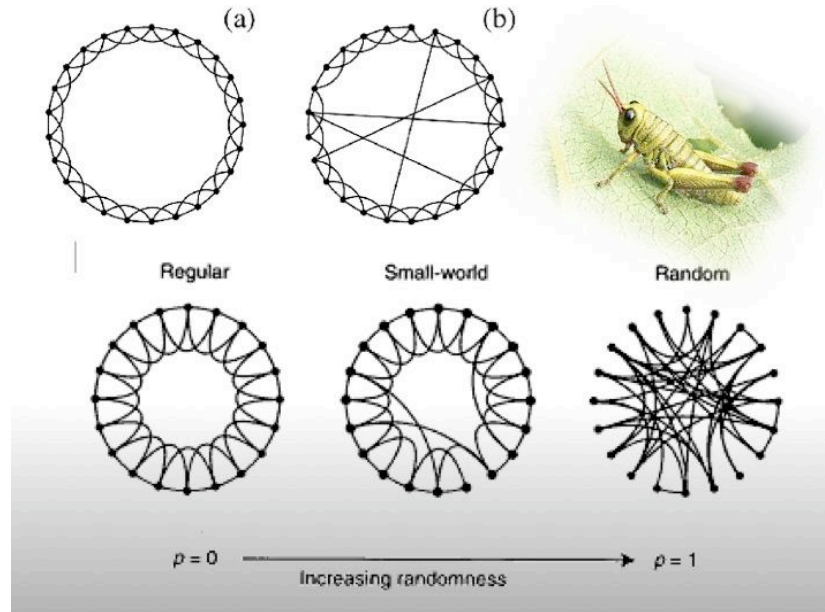 (a)
(b)
Regular
Small-world
Random
p = 0
p = 1
Increasing randomness